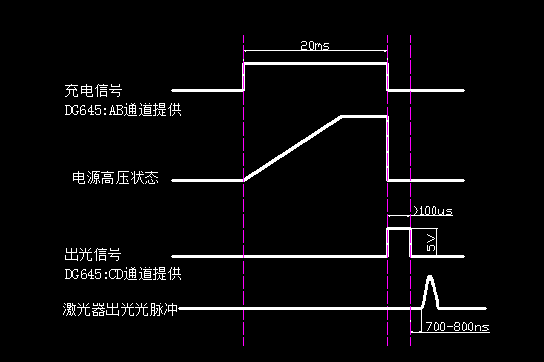 20ms
充电信号
DG645:AB通道提供
电源高压状态
>100us
出光信号
5V
DG645:CD通道提供
激光器出光光脉冲
700-800ns